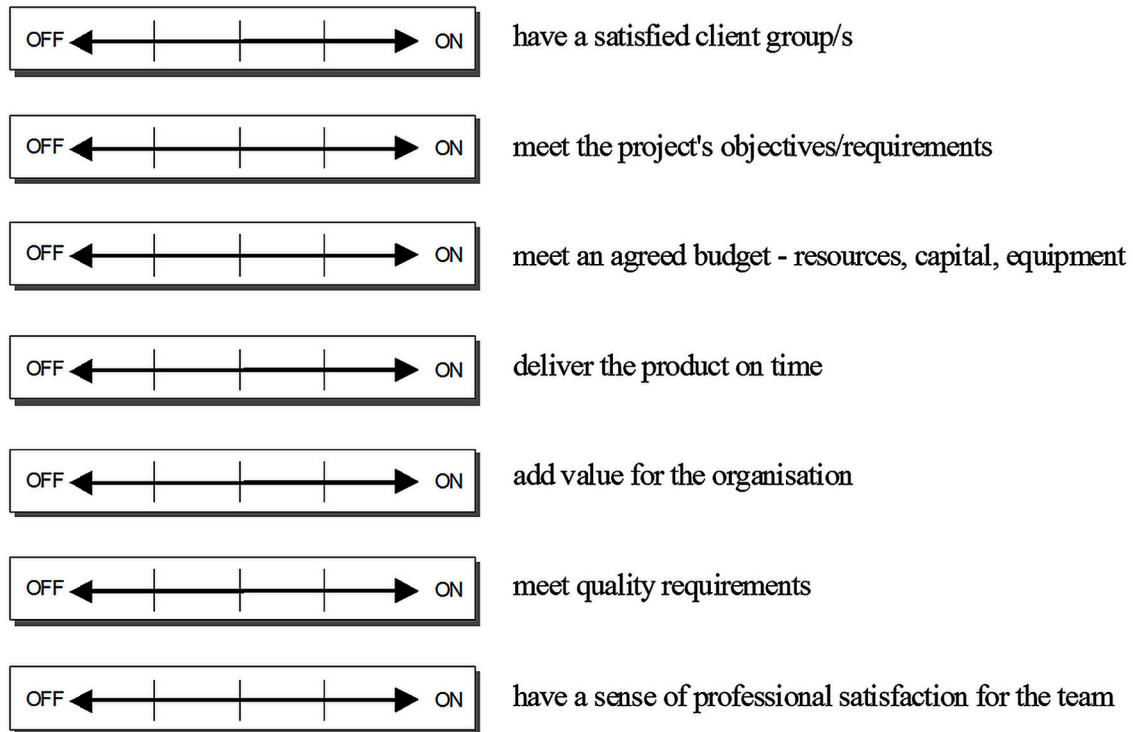 OFF ON have a satisfied client group/s
OFF ON meet the project's objectives/requirements
OFF ON meet an agreed budget - resources, capital, equipment
OFF ON deliver the product on time
OFF ON add value for the organisation
OFF ON meet quality requirements
OFF ON have a sense of professional satisfaction for the team